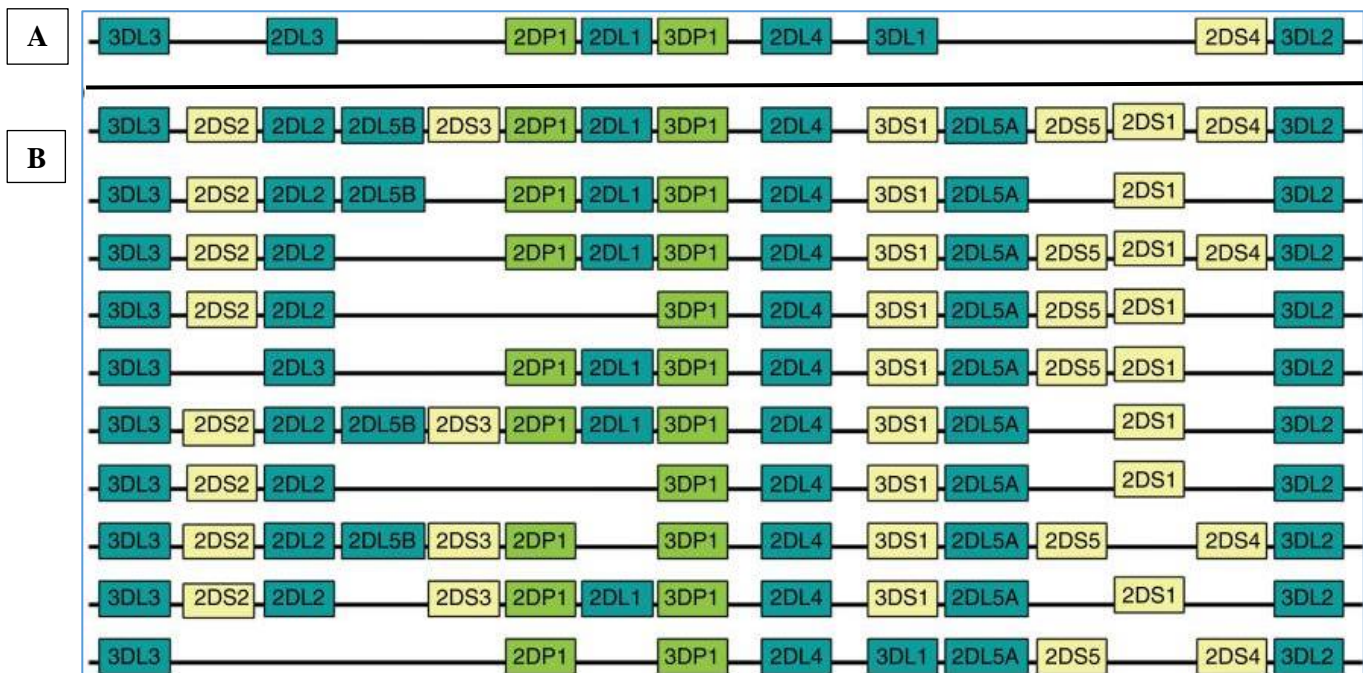 A
3DL3 2DL3 2DP1 2DL1 3DP1 2DL4 3DL1 2DS4 3DL2
B
3DL3 2DS2 2DL2 2DL5B 2DS3 2DP1 2DL1 3DP1 2DL4 3DS1 2DL5A 2DS5 2DS1 2DS4 3DL2
3DL3 2DS2 2DL2 2DL5B 2DP1 2DL1 3DP1 2DL4 3DS1 2DL5A 2DS1 3DL2
3DL3 2DS2 2DL2 2DP1 2DL1 3DP1 2DL4 3DS1 2DL5A 2DS5 2DS1 2DS4 3DL2
3DL3 2DS2 2DL2 3DP1 2DL4 3DS1 2DL5A 2DS5 2DS1 3DL2
3DL3 2DL3 2DP1 2DL1 3DP1 2DL4 3DS1 2DL5A 2DS5 2DS1 3DL2
3DL3 2DS2 2DL2 2DL5B 2DS3 2DP1 2DL1 3DP1 2DL4 3DS1 2DL5A 2DS1 3DL2
3DL3 2DS2 2DL2 3DP1 2DL4 3DS1 2DL5A 2DS1 3DL2
3DL3 2DS2 2DL2 2DL5B 2DS3 2DP1 3DP1 2DL4 3DS1 2DL5A 2DS5 2DS4 3DL2
3DL3 2DS2 2DL2 2DS3 2DP1 2DL1 3DP1 2DL4 3DS1 2DL5A 2DS1 3DL2
3DL3 2DP1 3DP1 2DL4 3DL1 2DL5A 2DS5 2DS4 3DL2